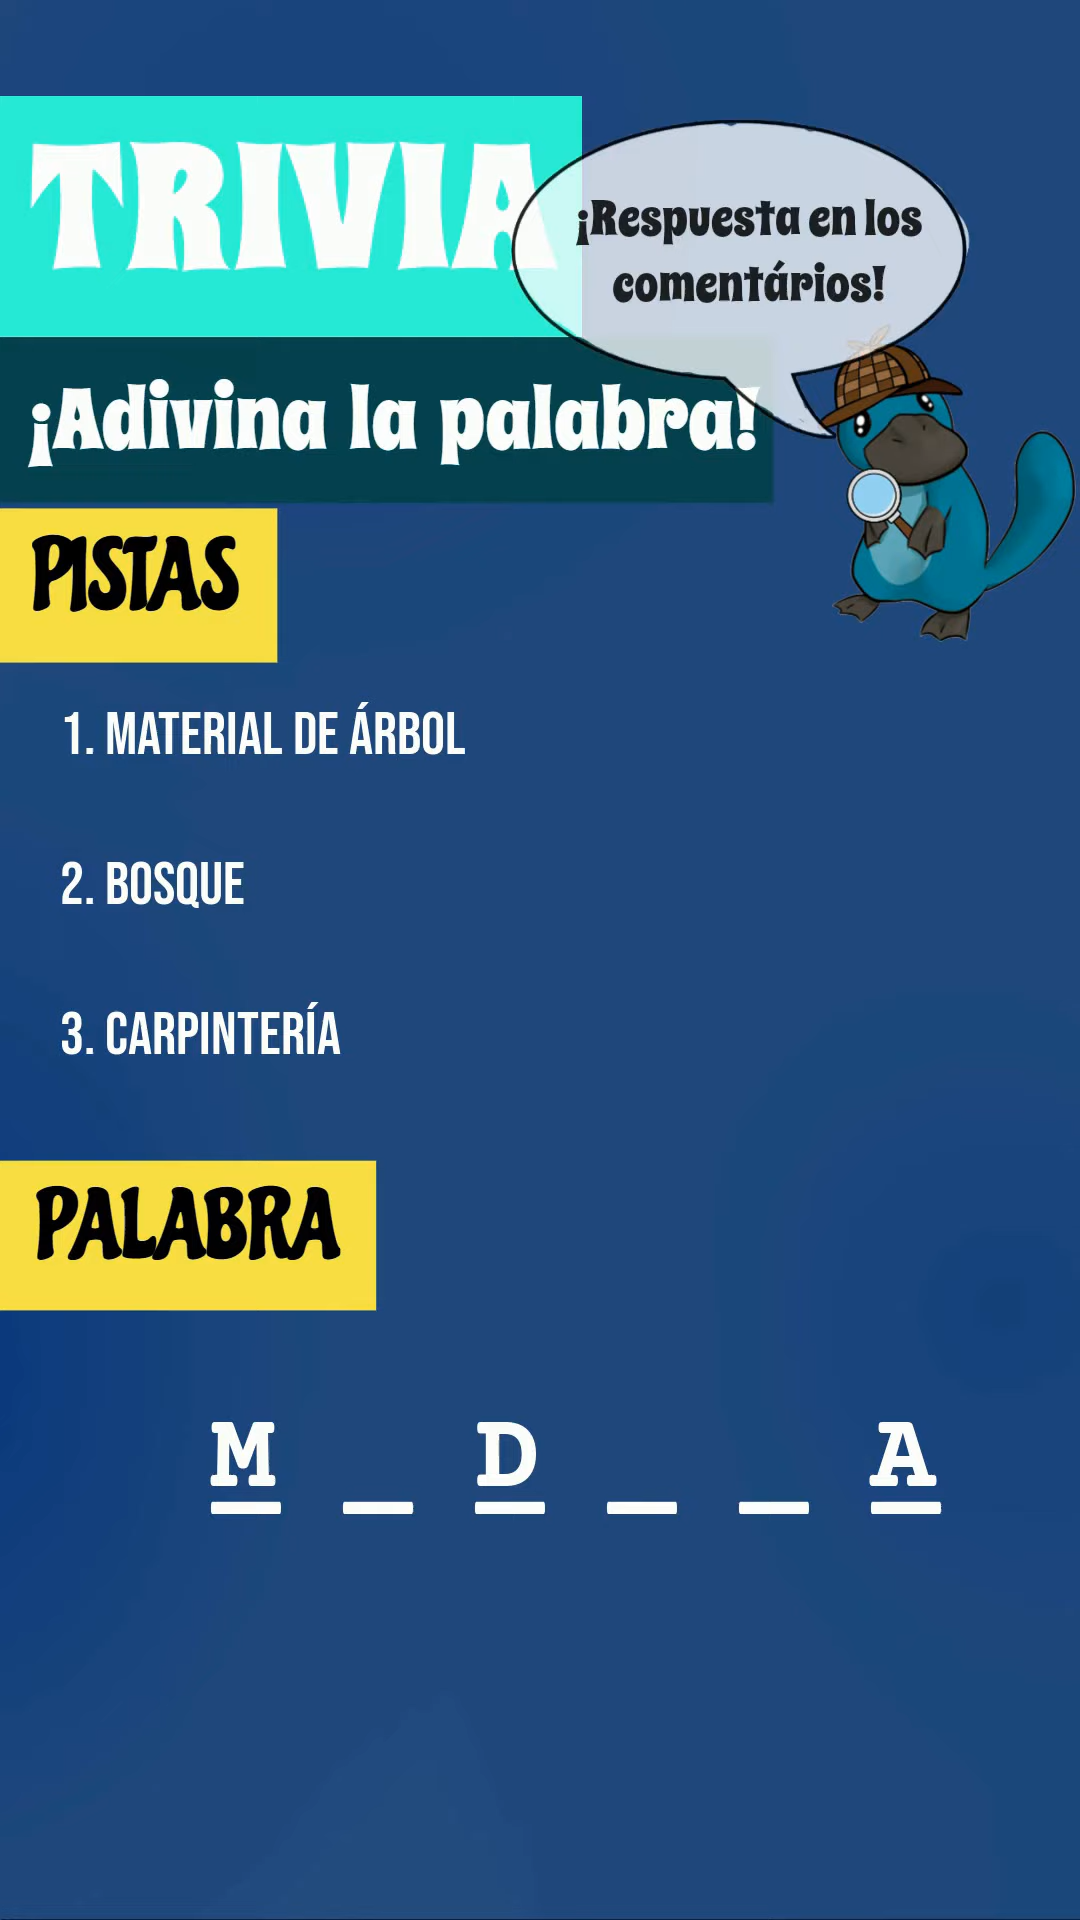 TRIVIA
¡Respuesta en los
comentários!
¡Adivina la palabra!
PISTAS
1. MATERIAL DE ÁRBOL
2. BOSQUE
3. CARPINTERÍA
PALABRA
M _ D _ _ A